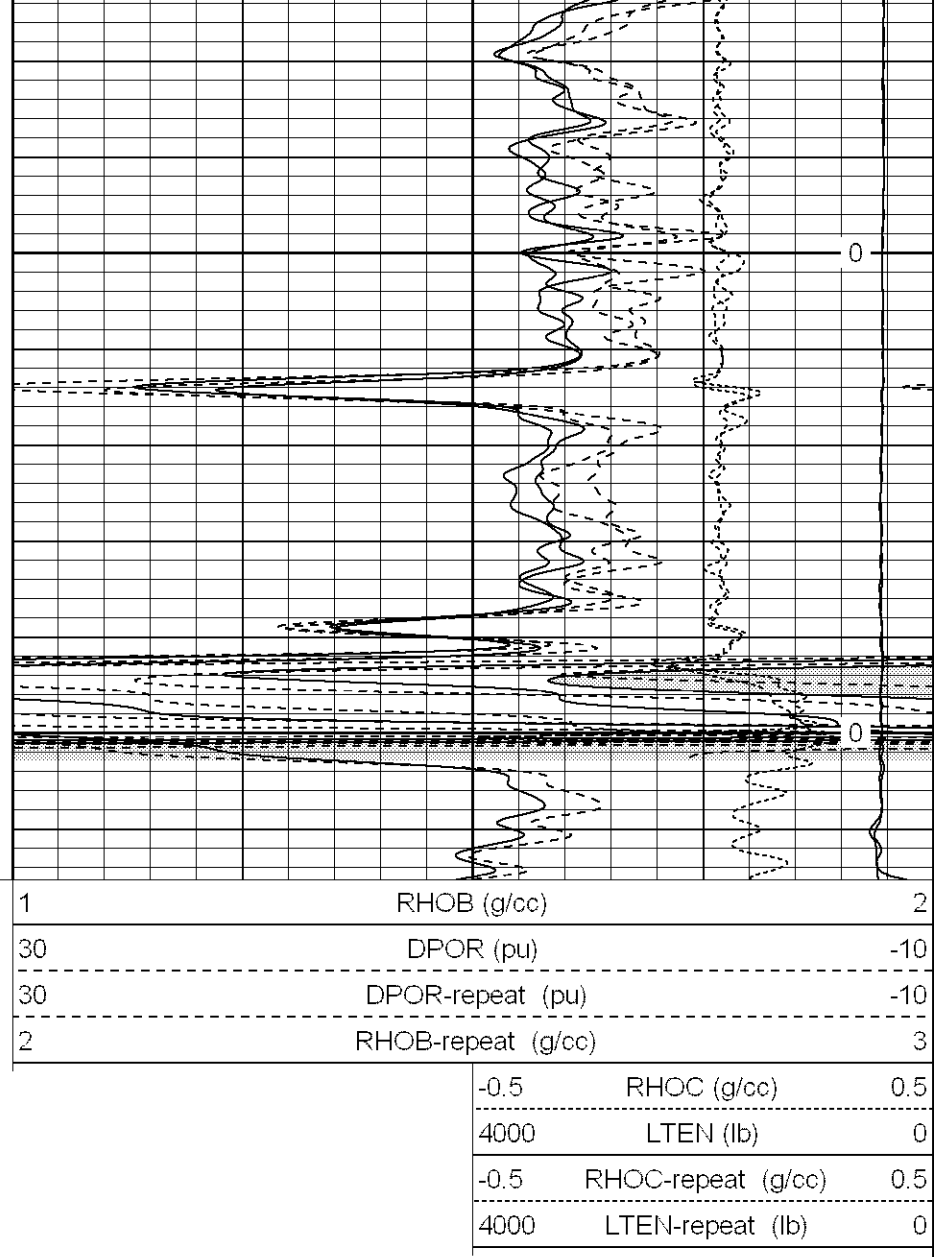 0
0
1 RHOB (g/cc) 2
30 DPOR (pu) -10
30 DPOR-repeat (pu) -10
2 RHOB-repeat (g/cc) 3
-0.5 RHOC (g/cc) 0.5
4000 LTEN (lb) 0
-0.5 RHOC-repeat (g/cc) 0.5
4000 LTEN-repeat (lb) 0